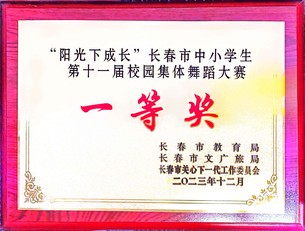 “阳光下成长”长春市中小学生
第十一届校园集体舞蹈大赛
一等奖
长春市教育局
长春市文广旅局
长春市关心下一代工作委员会
二〇二三年十二月